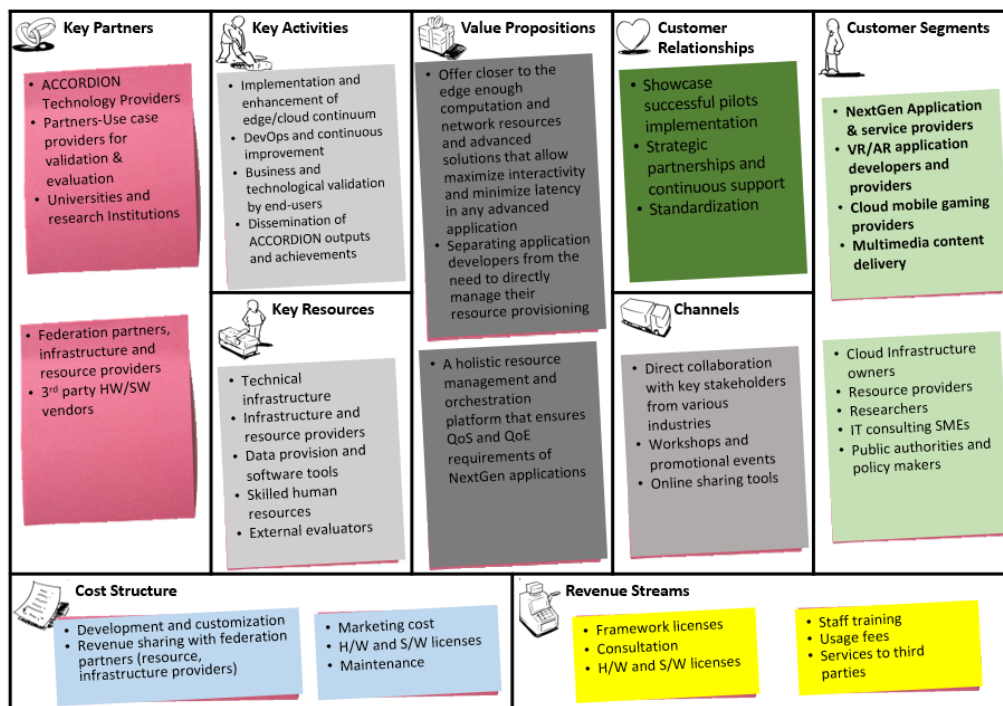 Key Partners
• ACCORDION
Technology Providers
• Partners-Use case
providers for
validation &
evaluation
• Universities and
research Institutions
• Federation partners,
infrastructure and
resource providers
• 3rd party HW/SW
vendors
Key Activities
• Implementation and
enhancement of
edge/cloud continuum
• DevOps and continuous
improvement
• Business and
technological validation
by end-users
• Dissemination of
ACCORDION outputs
and achievements
Key Resources
• Technical
infrastructure
• Infrastructure and
resource providers
• Data provision and
software tools
• Skilled human
resources
• External evaluators
Value Propositions
• Offer closer to the
edge enough
computation and
network resources
and advanced
solutions that allow
maximize interactivity
and minimize latency
in any advanced
application
• Separating application
developers from the
need to directly
manage their
resource provisioning
• A holistic resource
management and
orchestration
platform that ensures
QoS and QoE
requirements of
NextGen applications
Customer
Relationships
• Showcase
successful pilots
implementation
• Strategic
partnerships and
continuous support
• Standardization
Channels
• Direct collaboration
with key stakeholders
from various
industries
• Workshops and
promotional events
• Online sharing tools
Customer Segments
• NextGen Application
& service providers
• VR/AR application
developers and
providers
• Cloud mobile gaming
providers
• Multimedia content
delivery
• Cloud Infrastructure
owners
• Resource providers
• Researchers
• IT consulting SMEs
• Public authorities and
policy makers
Cost Structure
• Development and customization
• Revenue sharing with federation
partners (resource,
infrastructure providers)
• Marketing cost
• H/W and S/W licenses
• Maintenance
Revenue Streams
• Framework licenses
• Consultation
• H/W and S/W licenses
• Staff training
• Usage fees
• Services to third
parties